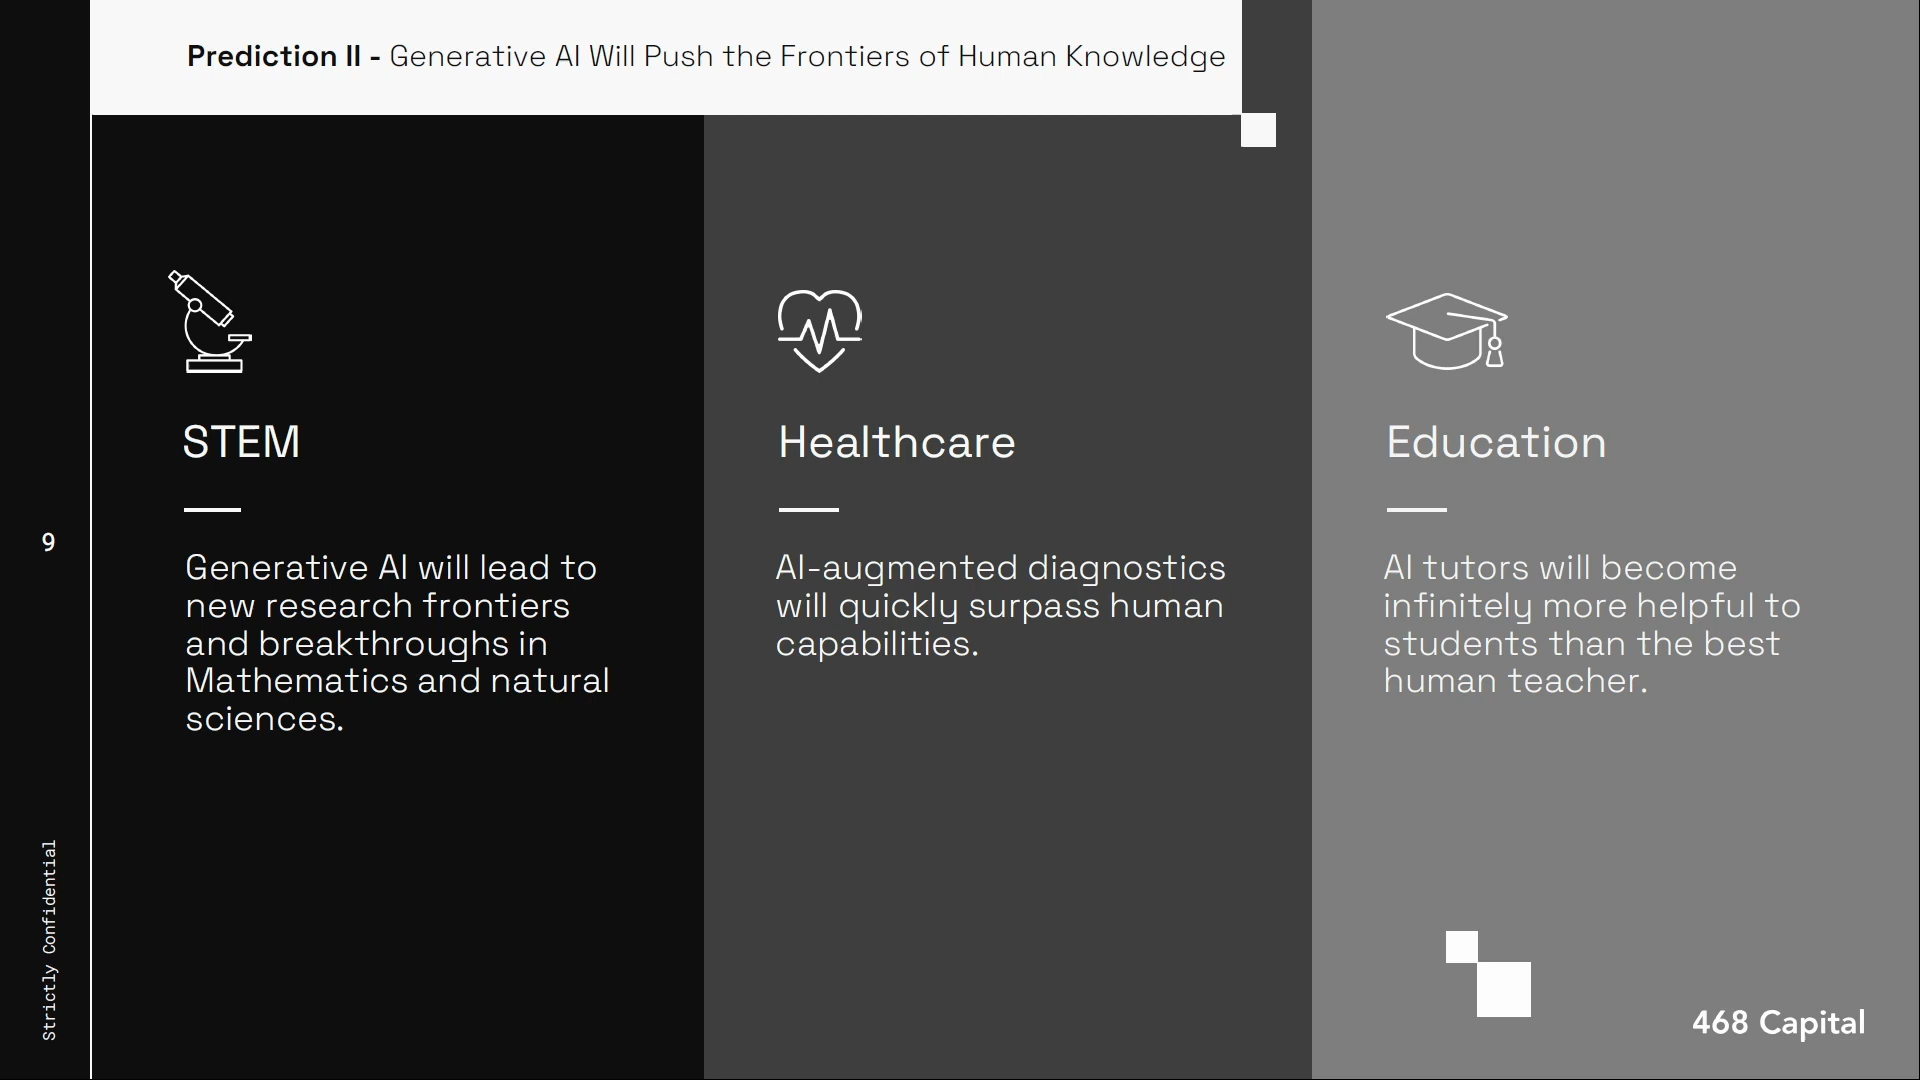 Prediction II - Generative AI Will Push the Frontiers of Human Knowledge
STEM
Generative AI will lead to
new research frontiers
and breakthroughs in
Mathematics and natural
sciences.
Healthcare
AI-augmented diagnostics
will quickly surpass human
capabilities.
Education
AI tutors will become
infinitely more helpful to
students than the best
human teacher.
9
Strictly Confidential
468 Capital